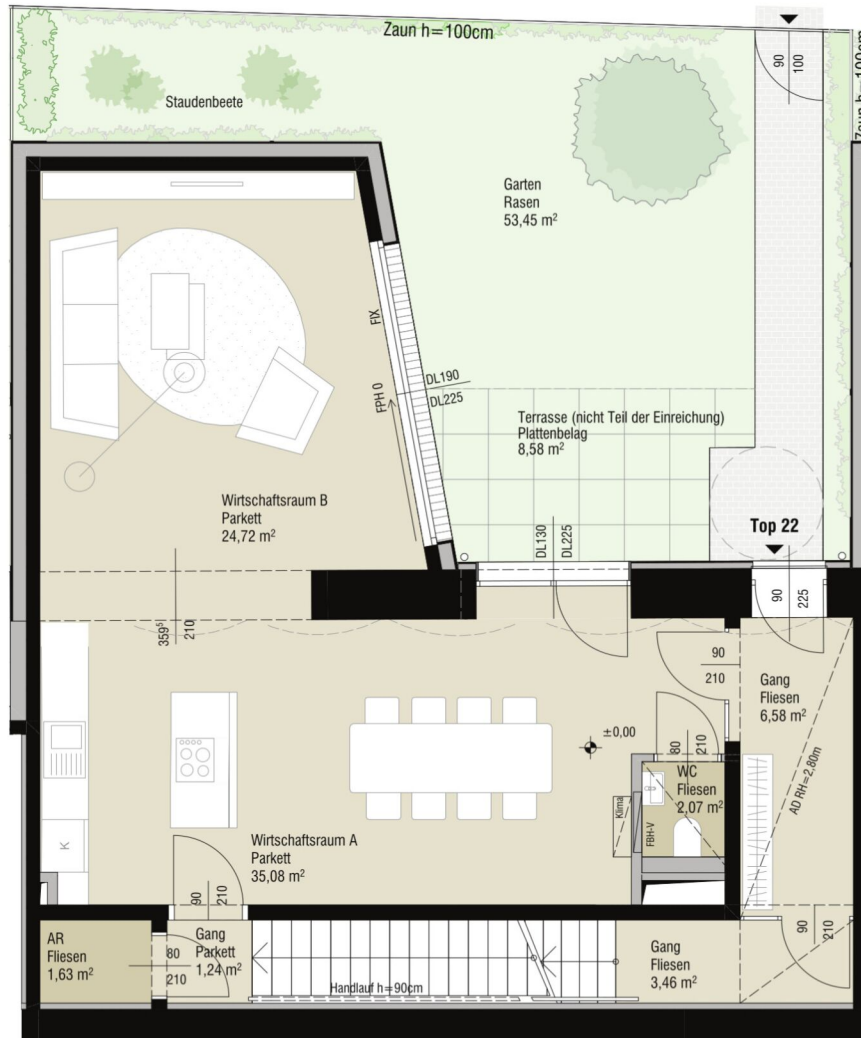 Zaun h=100cm
90
100
Zaun h=100cm
Staudenbeete
Garten
Rasen
53,45 m²
FIX
FPH 0
DL190
DL225
Terrasse (nicht Teil der Einreichung)
Plattenbelag
8,58 m²
Wirtschaftsraum B
Parkett
24,72 m²
DL130
DL225
Top 22
90
225
359⁵
210
90
210
Gang
Fliesen
6,58 m²
±0,00
80
210
WC
Fliesen
2,07 m²
Klima
FBH-V
AD RH=2,80m
K
Wirtschaftsraum A
Parkett
35,08 m²
90
210
90
210
AR
Fliesen
1,63 m²
80
210
Gang
Parkett
1,24 m²
Handlauf h=90cm
Gang
Fliesen
3,46 m²